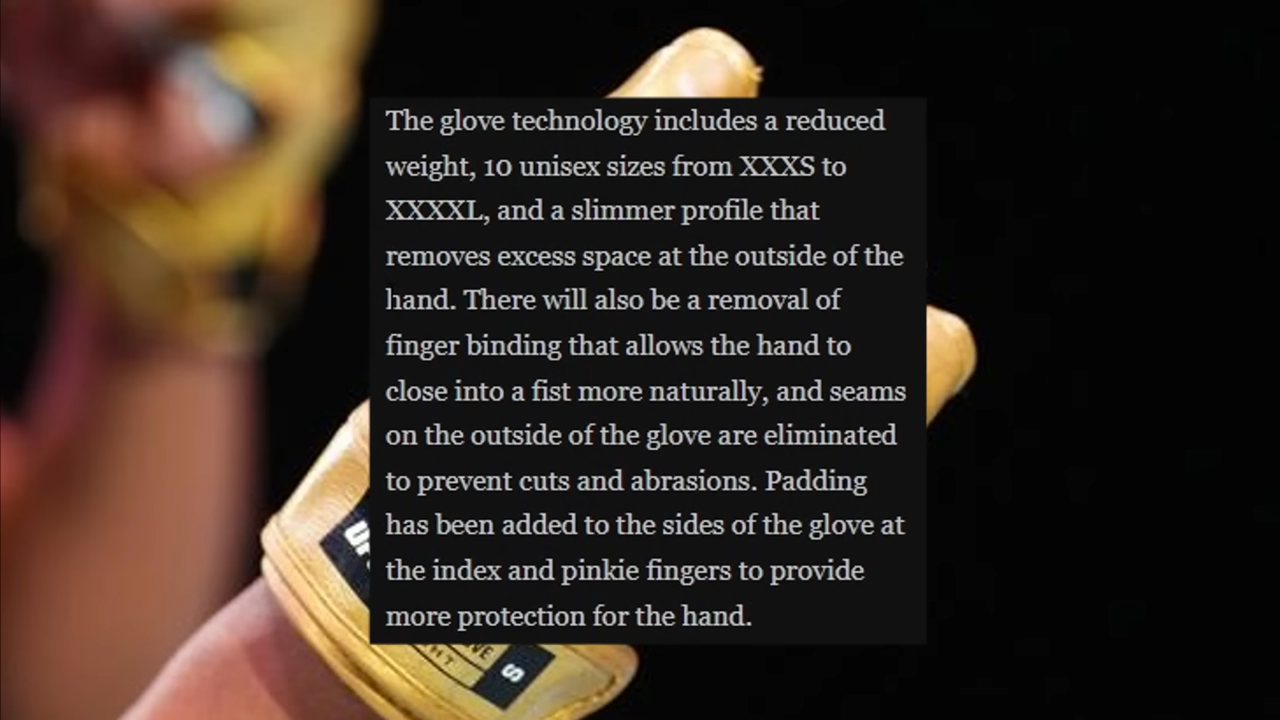 The glove technology includes a reduced
weight, 10 unisex sizes from XXXS to
XXXXL, and a slimmer profile that
removes excess space at the outside of the
hand. There will also be a removal of
finger binding that allows the hand to
close into a fist more naturally, and seams
on the outside of the glove are eliminated
to prevent cuts and abrasions. Padding
has been added to the sides of the glove at
the index and pinkie fingers to provide
more protection for the hand.
S